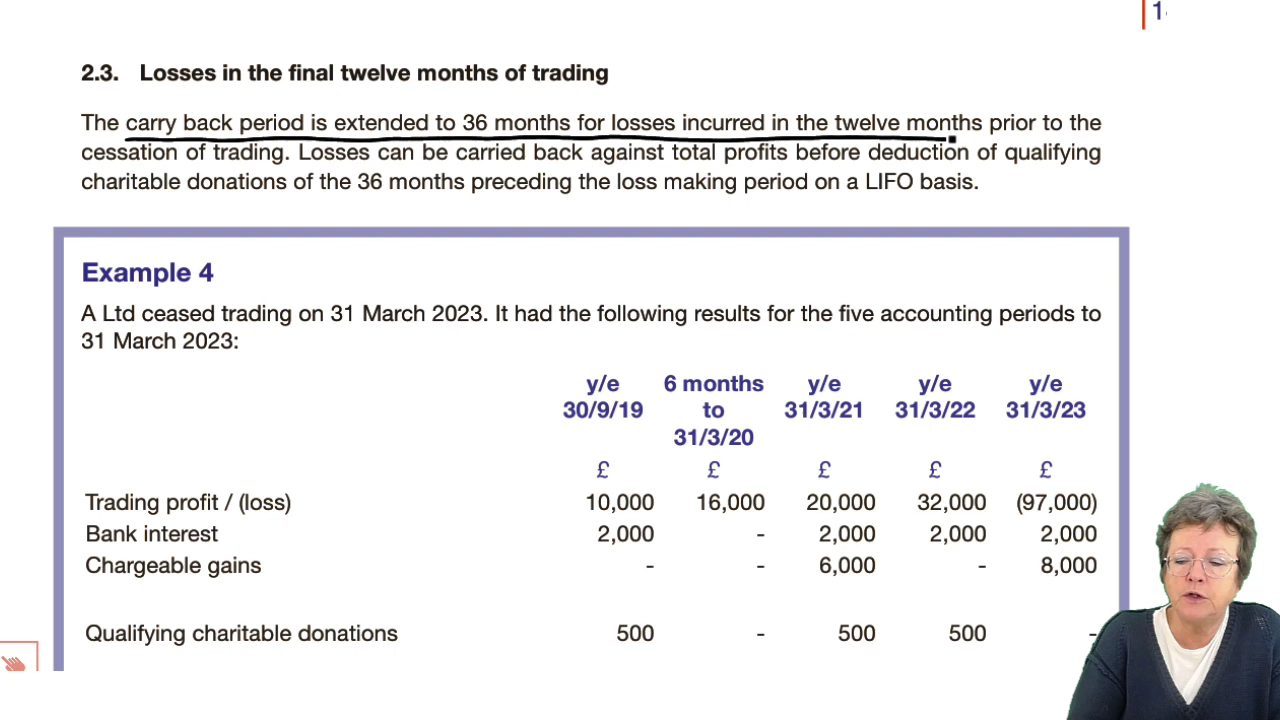 1
2.3. Losses in the final twelve months of trading
The carry back period is extended to 36 months for losses incurred in the twelve months prior to the
cessation of trading. Losses can be carried back against total profits before deduction of qualifying
charitable donations of the 36 months preceding the loss making period on a LIFO basis.
Example 4
A Ltd ceased trading on 31 March 2023. It had the following results for the five accounting periods to
31 March 2023:
y/e 6 months y/e y/e y/e
30/9/19 to 31/3/21 31/3/22 31/3/23
31/3/20
£ £ £ £ £
Trading profit / (loss) 10,000 16,000 20,000 32,000 (97,000)
Bank interest 2,000 - 2,000 2,000 2,000
Chargeable gains - - 6,000 - 8,000
Qualifying charitable donations 500 - 500 500 -